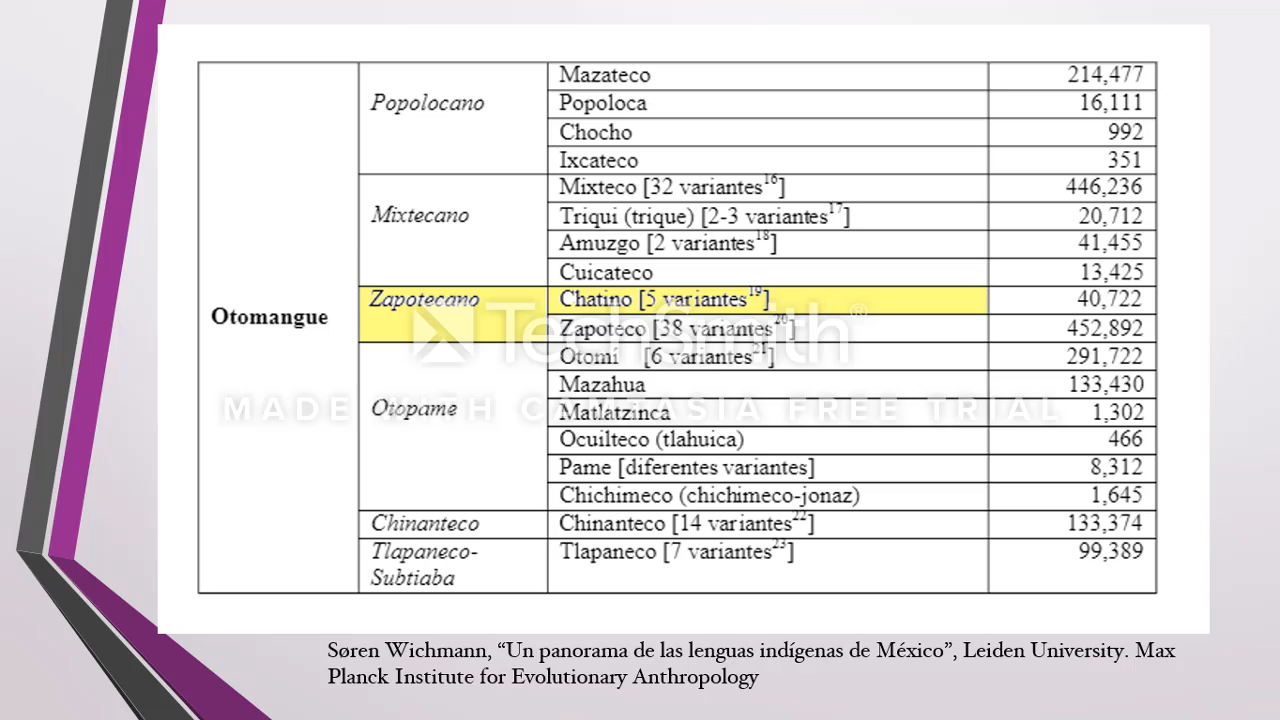 Otomangue
Popolocano
Mazateco 214,477
Popoloca 16,111
Chocho 992
Ixcateco 351
Mixtecano
Mixteco [32 variantes16] 446,236
Triqui (trique) [2-3 variantes17] 20,712
Amuzgo [2 variantes18] 41,455
Cuicateco 13,425
Zapotecano
Chatino [5 variantes19] 40,722
Zapoteco [38 variantes20] 452,892
Otopame
Otomí [6 variantes21] 291,722
Mazahua 133,430
Matlatzinca 1,302
Ocuilteco (tlahuica) 466
Pame [diferentes variantes] 8,312
Chichimeco (chichimeco-jonaz) 1,645
Chinanteco
Chinanteco [14 variantes22] 133,374
Tlapaneco-
Subtiaba
Tlapaneco [7 variantes23] 99,389
TechSmith®
MADE WITH CAMTASIA FREE TRIAL
Søren Wichmann, “Un panorama de las lenguas indígenas de México”, Leiden University. Max
Planck Institute for Evolutionary Anthropology